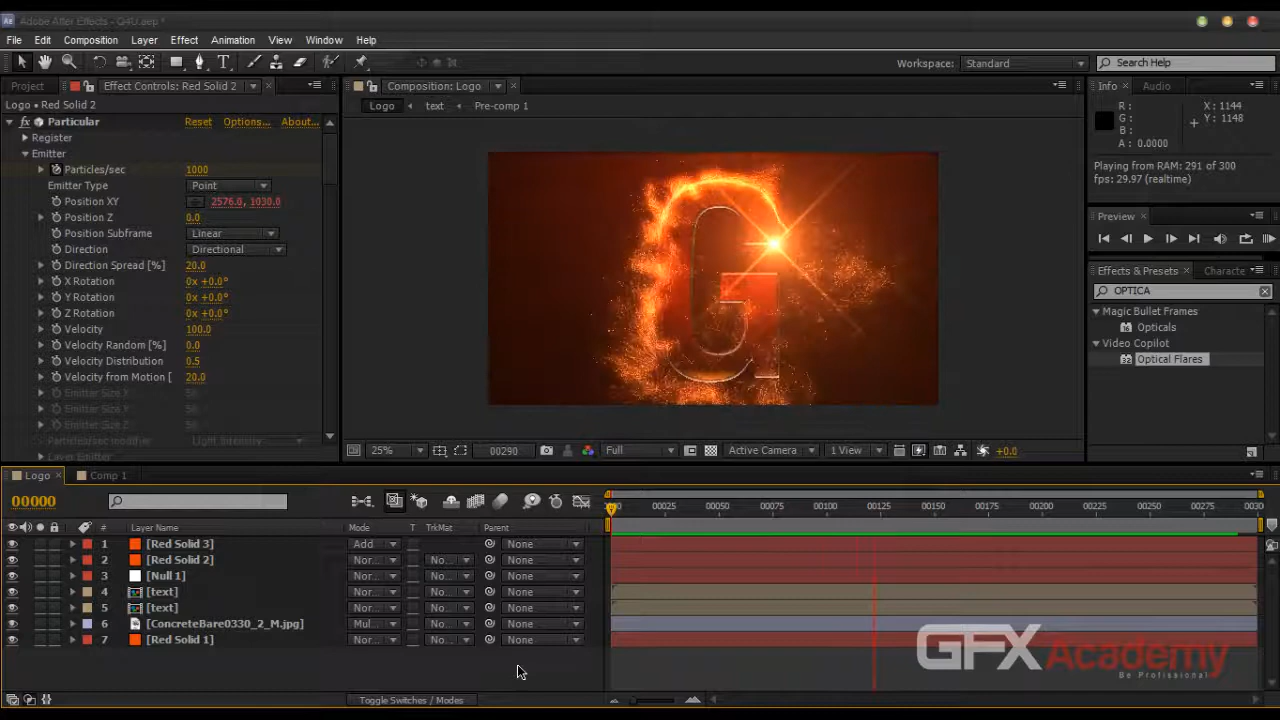 Adobe After Effects - Q4U.aep *
File Edit Composition Layer Effect Animation View Window Help
Workspace: Standard Search Help
Project Effect Controls: Red Solid 2
Logo • Red Solid 2
fx Particular Reset Options... About...
Register
Emitter
Particles/sec 1000
Emitter Type Point
Position XY 2576.0, 1030.0
Position Z 0.0
Position Subframe Linear
Direction Directional
Direction Spread [%] 20.0
X Rotation 0x +0.0°
Y Rotation 0x +0.0°
Z Rotation 0x +0.0°
Velocity 100.0
Velocity Random [%] 0.0
Velocity Distribution 0.5
Velocity from Motion [ 20.0
Emitter Size X 50
Emitter Size Y 50
Emitter Size Z 50
Particles/sec modifier Light Intensity
Layer Emitter
Composition: Logo
Logo text Pre-comp 1
G
25% 00290 Full Active Camera 1 View +0.0
Info Audio
R : X : 1144
G : Y : 1148
B :
A : 0.0000
Playing from RAM: 291 of 300
fps: 29.97 (realtime)
Preview
Effects & Presets Characte
OPTICA
Magic Bullet Frames
Opticals
Video Copilot
Optical Flares
Logo Comp 1
00000
00025 00050 00075 00100 00125 00150 00175 00200 00225 00250 00275 0030
# Layer Name Mode T TrkMat Parent
1 [Red Solid 3] Add None
2 [Red Solid 2] Nor... No... None
3 [Null 1] Nor... No... None
4 [text] Nor... No... None
5 [text] Nor... No... None
6 [ConcreteBare0330_2_M.jpg] Mul... No... None
7 [Red Solid 1] Nor... No... None
Toggle Switches / Modes
GFX Academy
Be Profissional